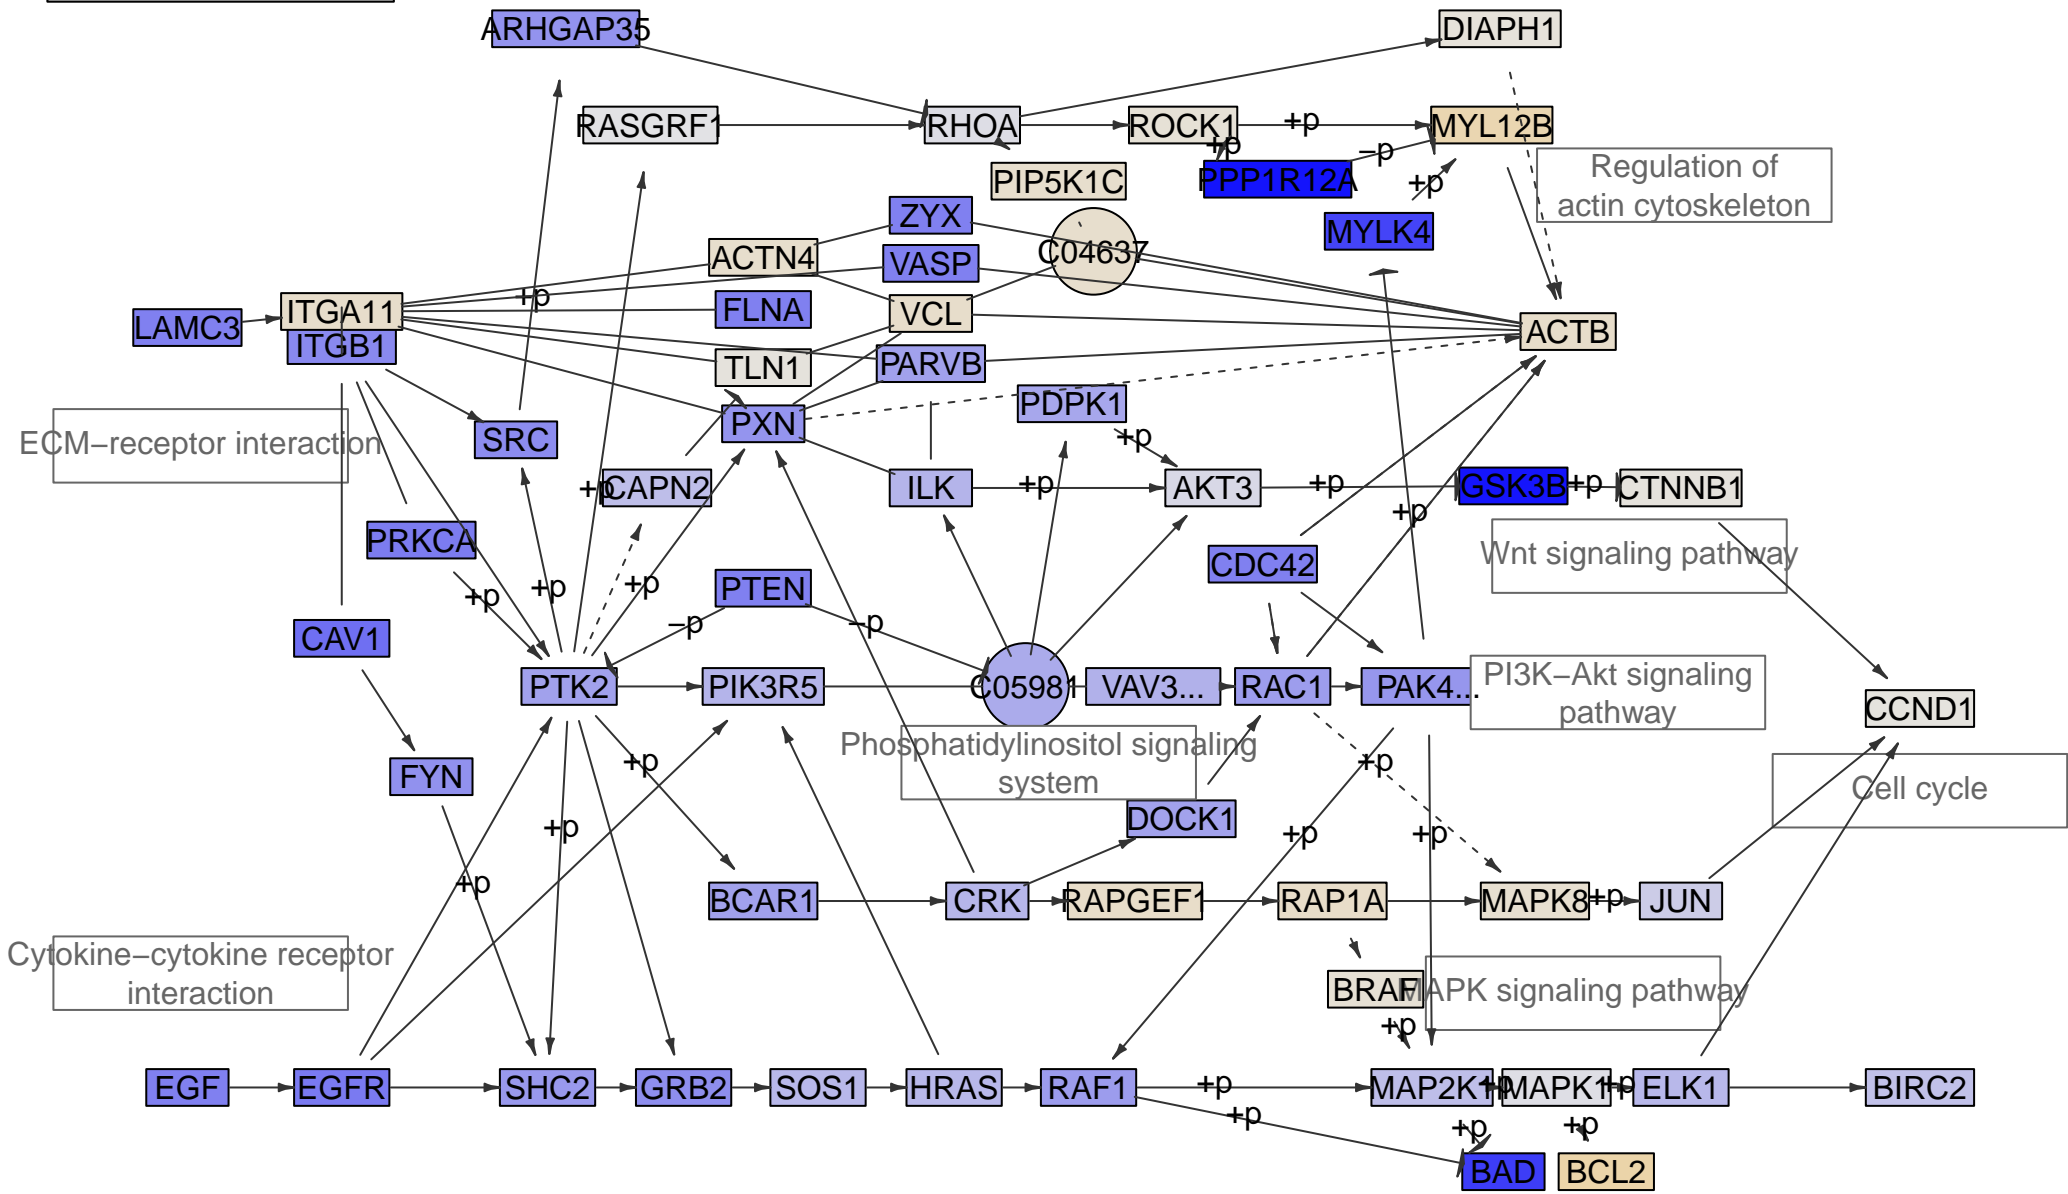 ARHGAP35
DIAPH1
RASGRF1
RHOA
ROCK1
+p
MYL12B
+p
−p
PIP5K1C
PPP1R12A
+p
Regulation of
actin cytoskeleton
ZYX
MYLK4
ACTN4
VASP
C04637
+p
ITGA11
FLNA
VCL
LAMC3
ITGB1
ACTB
TLN1
PARVB
PDPK1
PXN
+p
ECM−receptor interaction
SRC
+p
CAPN2
ILK
+p
AKT3
+p
GSK3B
+p
CTNNB1
+p
PRKCA
Wnt signaling pathway
CDC42
+p
+p
+p
PTEN
−p
−p
CAV1
PTK2
PIK3R5
C05981
VAV3...
RAC1
PAK4...
PI3K−Akt signaling
pathway
CCND1
Phosphatidylinositol signaling
system
+p
+p
FYN
Cell cycle
DOCK1
+p
+p
+p
+p
BCAR1
CRK
RAPGEF1
RAP1A
MAPK8
+p
JUN
Cytokine−cytokine receptor
interaction
BRAF
MAPK signaling pathway
+p
EGF
EGFR
SHC2
GRB2
SOS1
HRAS
RAF1
+p
MAP2K1
+p
MAPK1
+p
ELK1
BIRC2
+p
+p
+p
BAD
BCL2